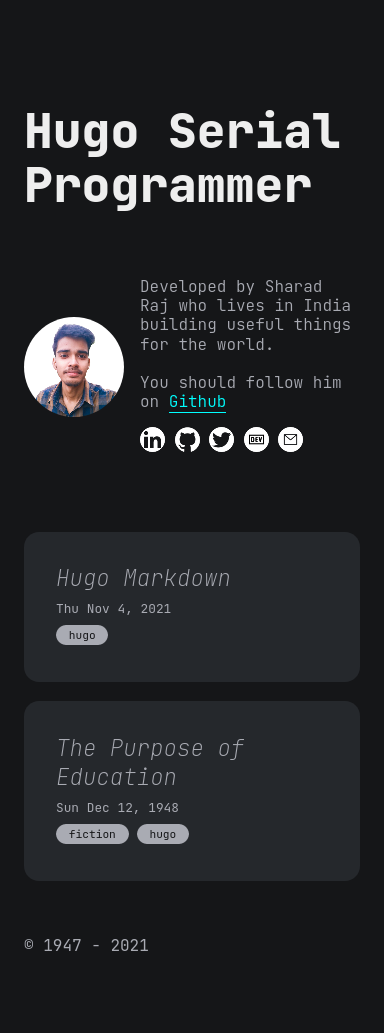 Hugo Serial
Programmer
Developed by Sharad
Raj who lives in India
building useful things
for the world.
You should follow him
on Github
in
DEV
Hugo Markdown
Thu Nov 4, 2021
hugo
The Purpose of
Education
Sun Dec 12, 1948
fiction hugo
© 1947 - 2021